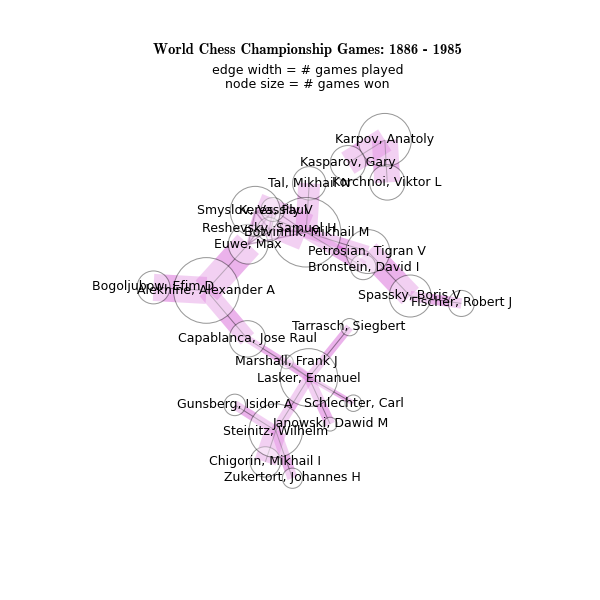 World Chess Championship Games: 1886 - 1985
edge width = # games played
node size = # games won
Karpov, Anatoly
Kasparov, Gary
Tal, Mikhail N
Korchnoi, Viktor L
Smyslov, Vassily V
Keres, Paul
Reshevsky, Samuel H
Botvinnik, Mikhail M
Euwe, Max
Petrosian, Tigran V
Bronstein, David I
Bogoljubow, Efim D
Alekhine, Alexander A
Spassky, Boris V
Fischer, Robert J
Tarrasch, Siegbert
Capablanca, Jose Raul
Marshall, Frank J
Lasker, Emanuel
Gunsberg, Isidor A
Schlechter, Carl
Janowski, Dawid M
Steinitz, Wilhelm
Chigorin, Mikhail I
Zukertort, Johannes H